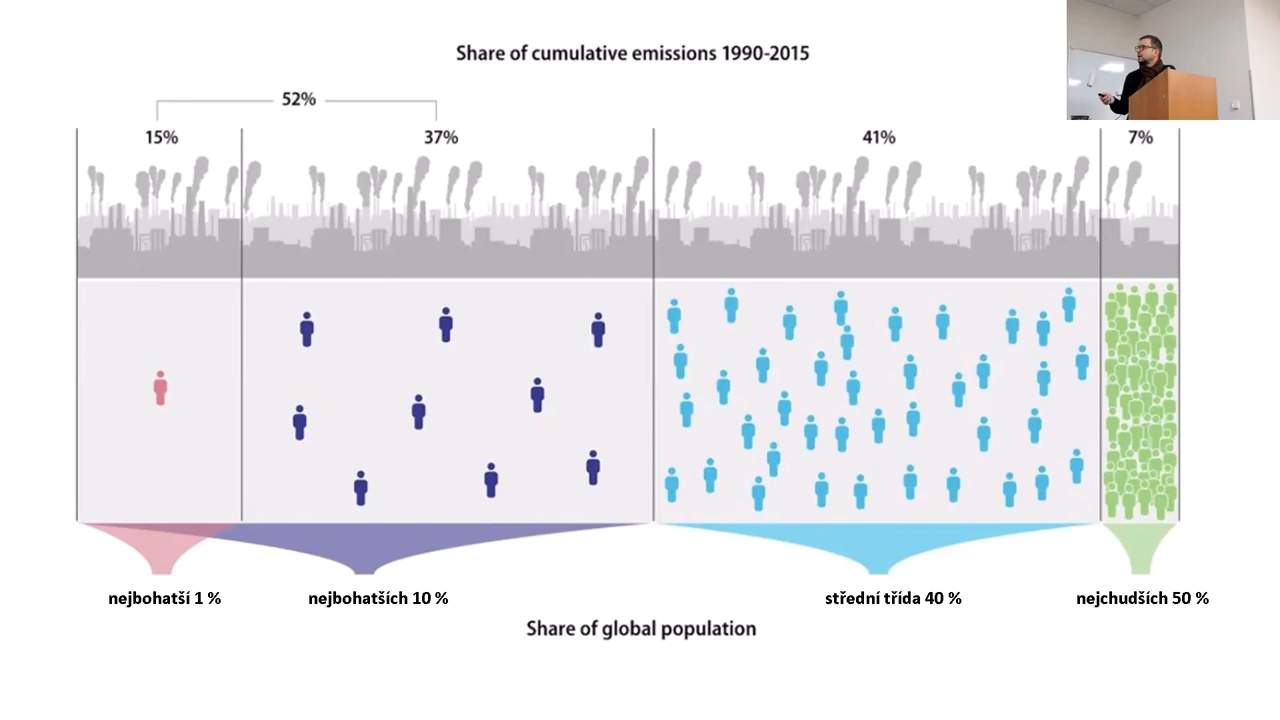 Share of cumulative emissions 1990-2015
52%
15%
37%
41%
7%
nejbohatší 1 %
nejbohatších 10 %
střední třída 40 %
nejchudších 50 %
Share of global population